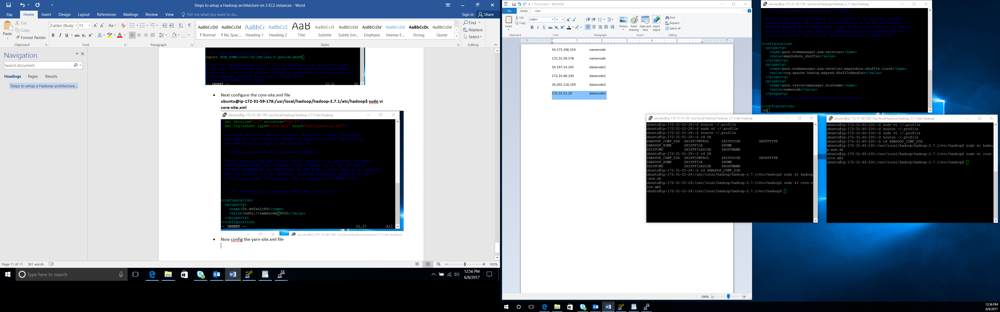 Steps to setup a Hadoop architecture on 3 EC2 instances - Word
File Home Insert Design Layout References Mailings Review View Tell me what you want to do... Sign in Share
Paste Cut Copy Format Painter
Calibri (Body) 11
AaBbCcDd AaBbCcDd AaBbC AaBbCcD AaB AaBbCcD AaBbCcDd AaBbCcDd AaBbCcDd AaBbCcDc AaBbCcDd
¶ Normal ¶ No Spac... Heading 1 Heading 2 Title Subtitle Subtle Em... Emphasis Intense E... Strong Quote
Find Replace Select
Clipboard Font Paragraph Styles Editing
Navigation
Search document
Headings Pages Results
Steps to setup a Hadoop architecture...
# The java implementation to use.
export JAVA_HOME=/usr/lib/jvm/java-8-openjdk-amd64
-- INSERT -- 25,51 9%
• Next configure the core-site.xml file
ubuntu@ip-172-31-59-178:/usr/local/hadoop/hadoop-2.7.1/etc/hadoop$ sudo vi
core-site.xml
ubuntu@ip-172-31-59-178: /usr/local/hadoop/hadoop-2.7.1/etc/hadoop
<?xml version="1.0" encoding="UTF-8"?>
<?xml-stylesheet type="text/xsl" href="configuration.xsl"?>
<!--
Licensed under the Apache License, Version 2.0 (the "License");
you may not use this file except in compliance with the License.
You may obtain a copy of the License at
http://www.apache.org/licenses/LICENSE-2.0
Unless required by applicable law or agreed to in writing, software
distributed under the License is distributed on an "AS IS" BASIS,
WITHOUT WARRANTIES OR CONDITIONS OF ANY KIND, either express or implied.
See the License for the specific language governing permissions and
limitations under the License. See accompanying LICENSE file.
-->
<!-- Put site-specific property overrides in this file. -->
<configuration>
<property>
<name>fs.defaultFS</name>
<value>hdfs://namenode:9000</value>
</property>
</configuration>
-- INSERT -- 22,27 All
ubuntu@ip-172-31-60-230: /usr/local/hadoop/hadoop-2.7.1/etc/hadoop
• Now config the yarn-site.xml file
Page 11 of 11 581 words 100%
Type here to search
12:56 PM
6/8/2017
Document - WordPad
File Home View
Paste Cut Copy
Calibri 11
Picture Paint drawing Date and time Insert object
Find Replace Select all
Clipboard Font Paragraph Insert Editing
1 1 2 3 4 5 7
54.173.106.154 namenode
172.31.59.178 namenode
54.197.14.245 datanode1
172.31.60.230 datanode1
34.201.116.159 datanode2
172.31.51.29 datanode2
100%
ubuntu@ip-172-31-59-178: /usr/local/hadoop/hadoop-2.7.1/etc/hadoop
http://www.apache.org/licenses/LICENSE-2.0
Unless required by applicable law or agreed to in writing, software
distributed under the License is distributed on an "AS IS" BASIS,
WITHOUT WARRANTIES OR CONDITIONS OF ANY KIND, either express or implied.
See the License for the specific language governing permissions and
limitations under the License. See accompanying LICENSE file.
-->
<configuration>
<property>
<name>yarn.nodemanager.aux-services</name>
<value>mapreduce_shuffle</value>
</property>
<property>
<name>yarn.nodemanager.aux-services.mapreduce.shuffle.class</name>
<value>org.apache.hadoop.mapred.ShuffleHandler</value>
</property>
<property>
<name>yarn.resourcemanager.hostname</name>
<value>namenode</value>
</property>
<!-- Site specific YARN configuration properties -->
</configuration>
:wq
ubuntu@ip-172-31-51-29: /usr/local/hadoop/hadoop-2.7.1/etc/hadoop
ubuntu@ip-172-31-51-29:~$ source ~/.profile
ubuntu@ip-172-31-51-29:~$ sudo vi ~/.profile
ubuntu@ip-172-31-51-29:~$ source ~/.profile
ubuntu@ip-172-31-51-29:~$ cd $H
$HADOOP_CONF_DIR $HISTCONTROL $HISTSIZE $HOSTTYPE
$HADOOP_HOME $HISTFILE $HOME
$HISTCMD $HISTFILESIZE $HOSTNAME
ubuntu@ip-172-31-51-29:~$ cd $H
$HADOOP_CONF_DIR $HISTCONTROL $HISTSIZE $HOSTTYPE
$HADOOP_HOME $HISTFILE $HOME
$HISTCMD $HISTFILESIZE $HOSTNAME
ubuntu@ip-172-31-51-29:~$ cd $HADOOP_CONF_DIR
ubuntu@ip-172-31-51-29:/usr/local/hadoop/hadoop-2.7.1/etc/hadoop$ sudo vi hadoop
-env.sh
ubuntu@ip-172-31-51-29:/usr/local/hadoop/hadoop-2.7.1/etc/hadoop$ sudo vi core-s
ite.xml
ubuntu@ip-172-31-51-29:/usr/local/hadoop/hadoop-2.7.1/etc/hadoop$
ubuntu@ip-172-31-60-230: /usr/local/hadoop/hadoop-2.7.1/etc/hadoop
ubuntu@ip-172-31-60-230:~$ sudo vi ~/.profile
ubuntu@ip-172-31-60-230:~$ source ~/.profile
ubuntu@ip-172-31-60-230:~$ sudo vi ~/.profile
ubuntu@ip-172-31-60-230:~$ source ~/.profile
ubuntu@ip-172-31-60-230:~$ cd $HADOOP_CONF_DIR
ubuntu@ip-172-31-60-230:/usr/local/hadoop/hadoop-2.7.1/etc/hadoop$ sudo vi hadoo
p-env.sh
ubuntu@ip-172-31-60-230:/usr/local/hadoop/hadoop-2.7.1/etc/hadoop$ sudo vi core-
site.xml
ubuntu@ip-172-31-60-230:/usr/local/hadoop/hadoop-2.7.1/etc/hadoop$
12:56 PM
6/8/2017